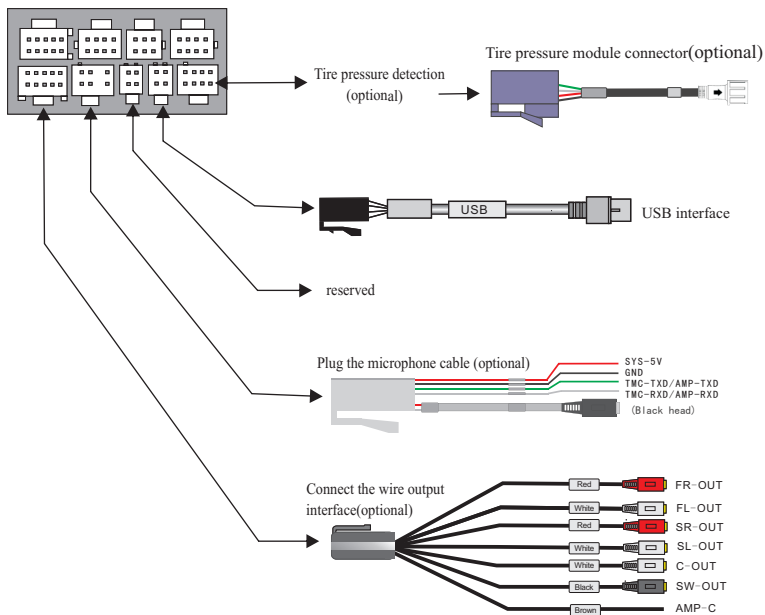 Tire pressure module connector(optional)
Tire pressure detection
(optional)
USB
USB interface
reserved
Plug the microphone cable (optional)
SYS-5V
GND
TMC-TXD/AMP-TXD
TMC-RXD/AMP-RXD
(Black head)
Connect the wire output
interface(optional)
Red
FR-OUT
White
FL-OUT
Red
SR-OUT
White
SL-OUT
White
C-OUT
Black
SW-OUT
Brown
AMP-C